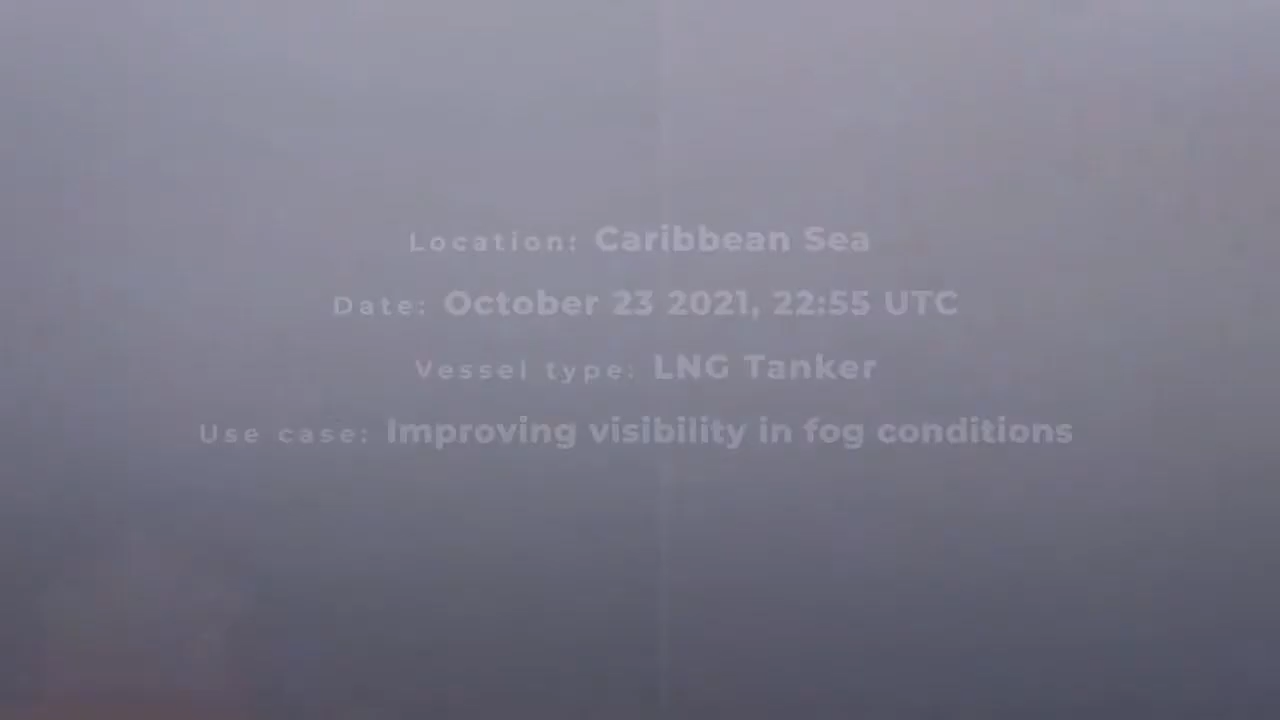 Location: Caribbean Sea
Date: October 23 2021, 22:55 UTC
Vessel type: LNG Tanker
Use case: Improving visibility in fog conditions